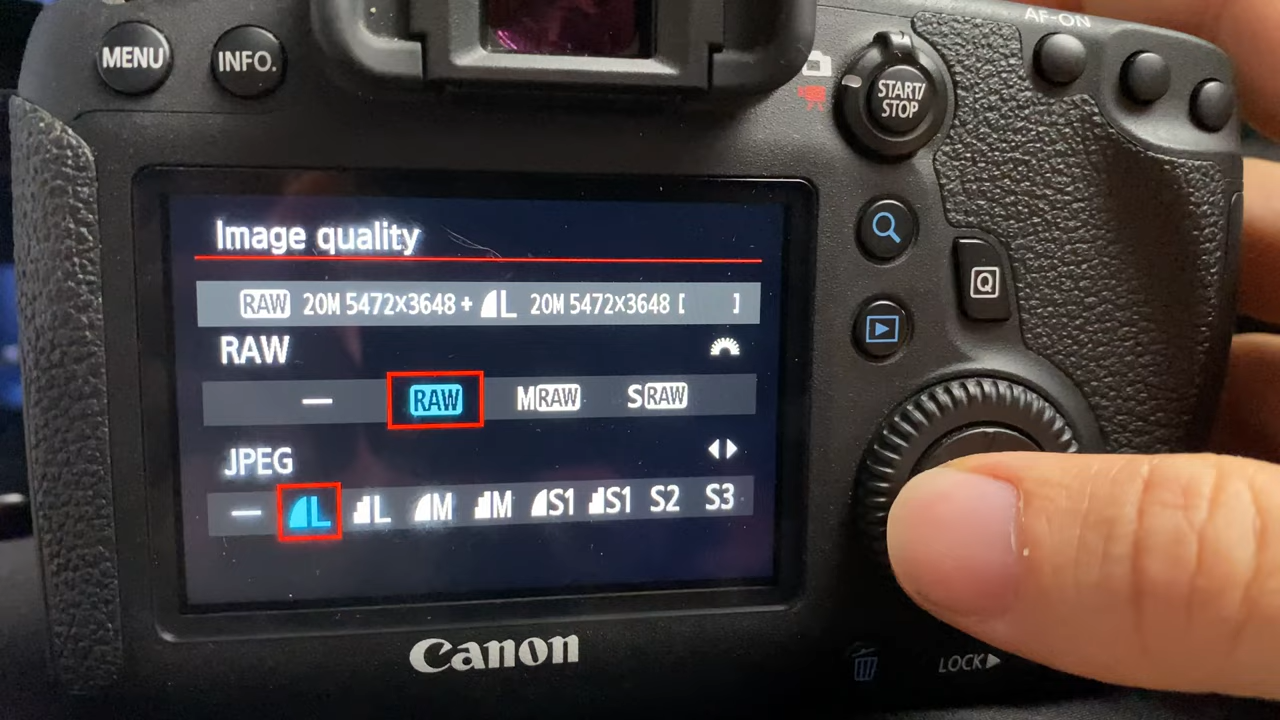 AF-ON
MENU
INFO.
START/
STOP
Q
Image quality
RAW 20M 5472x3648 + L 20M 5472x3648 [ ]
RAW
— RAW MRAW SRAW
JPEG
— L L M M S1 S1 S2 S3
Canon
LOCK▶